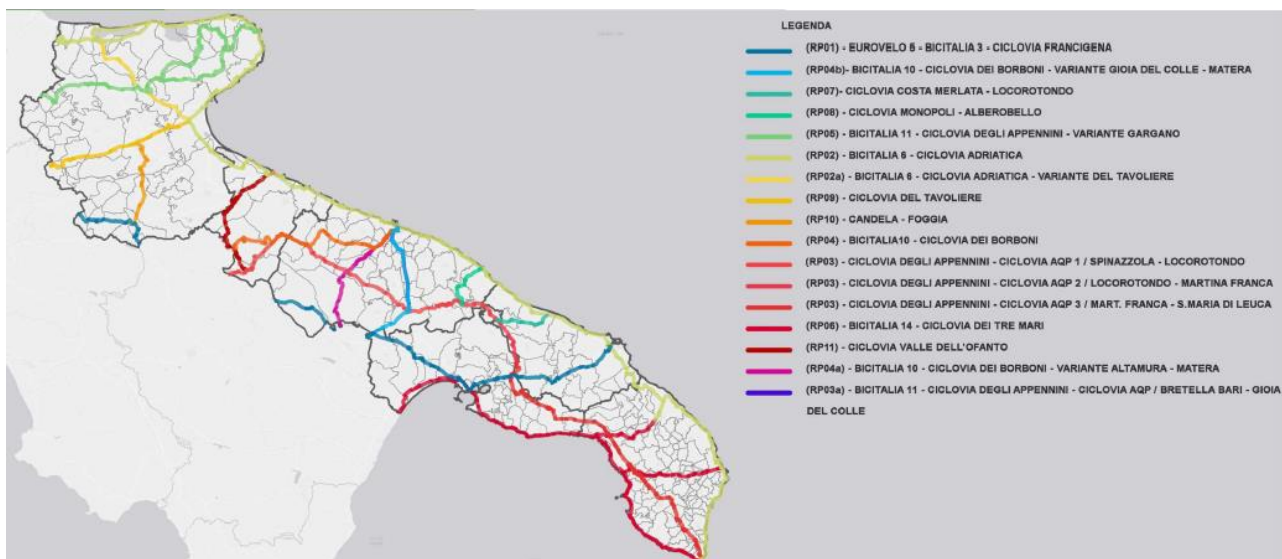 LEGENDA
(RP01) - EUROVELO 5 - BICITALIA 3 - CICLOVIA FRANCIGENA
(RP04b)- BICITALIA 10 - CICLOVIA DEI BORBONI - VARIANTE GIOIA DEL COLLE - MATERA
(RP07)- CICLOVIA COSTA MERLATA - LOCOROTONDO
(RP08) - CICLOVIA MONOPOLI - ALBEROBELLO
(RP05) - BICITALIA 11 - CICLOVIA DEGLI APPENNINI - VARIANTE GARGANO
(RP02) - BICITALIA 6 - CICLOVIA ADRIATICA
(RP02a) - BICITALIA 6 - CICLOVIA ADRIATICA - VARIANTE DEL TAVOLIERE
(RP09) - CICLOVIA DEL TAVOLIERE
(RP10) - CANDELA - FOGGIA
(RP04) - BICITALIA10 - CICLOVIA DEI BORBONI
(RP03) - CICLOVIA DEGLI APPENNINI - CICLOVIA AQP 1 / SPINAZZOLA - LOCOROTONDO
(RP03) - CICLOVIA DEGLI APPENNINI - CICLOVIA AQP 2 / LOCOROTONDO - MARTINA FRANCA
(RP03) - CICLOVIA DEGLI APPENNINI - CICLOVIA AQP 3 / MART. FRANCA - S.MARIA DI LEUCA
(RP06) - BICITALIA 14 - CICLOVIA DEI TRE MARI
(RP11) - CICLOVIA VALLE DELL'OFANTO
(RP04a) - BICITALIA 10 - CICLOVIA DEI BORBONI - VARIANTE ALTAMURA - MATERA
(RP03a) - BICITALIA 11 - CICLOVIA DEGLI APPENNINI - CICLOVIA AQP / BRETELLA BARI - GIOIA
DEL COLLE